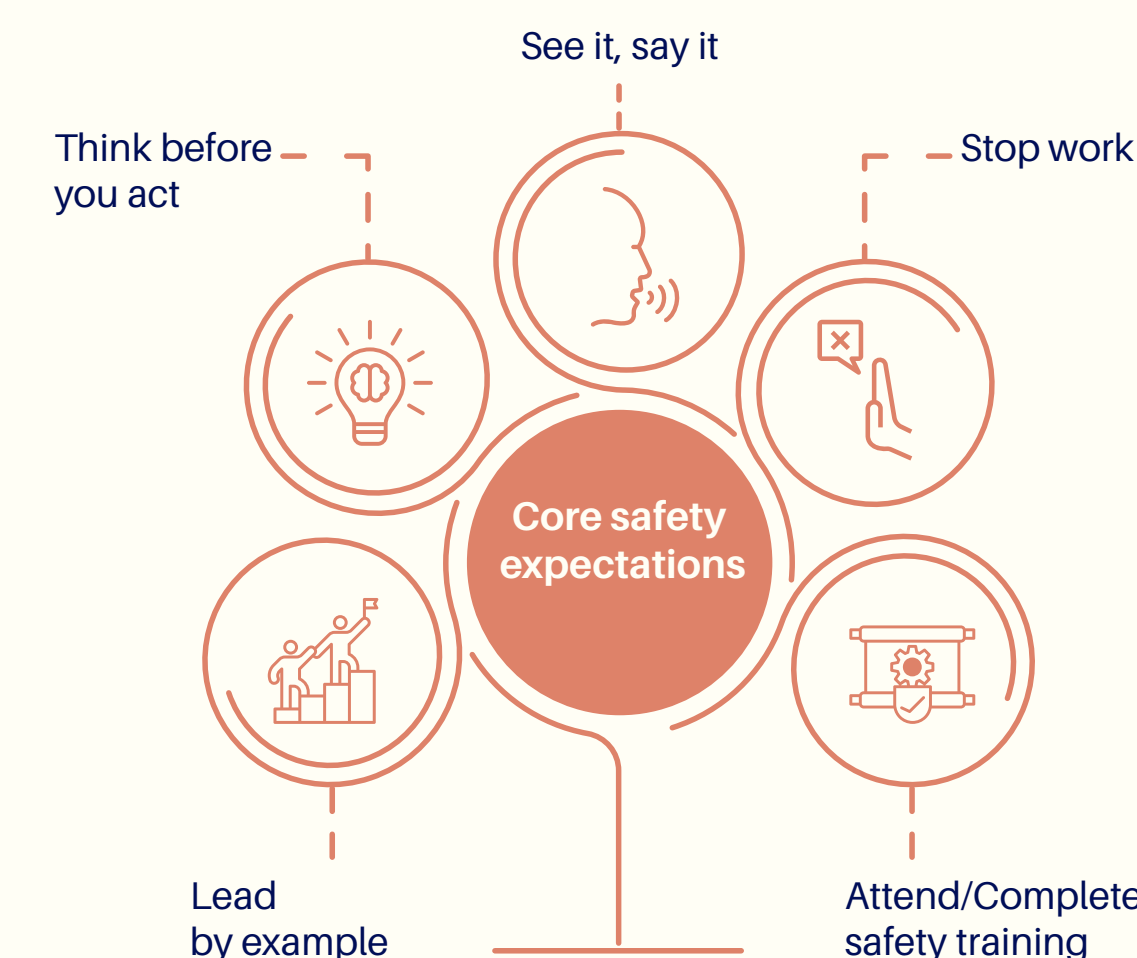 See it, say it
Think before
you act
Stop work
Core safety
expectations
Lead
by example
Attend/Complete
safety training